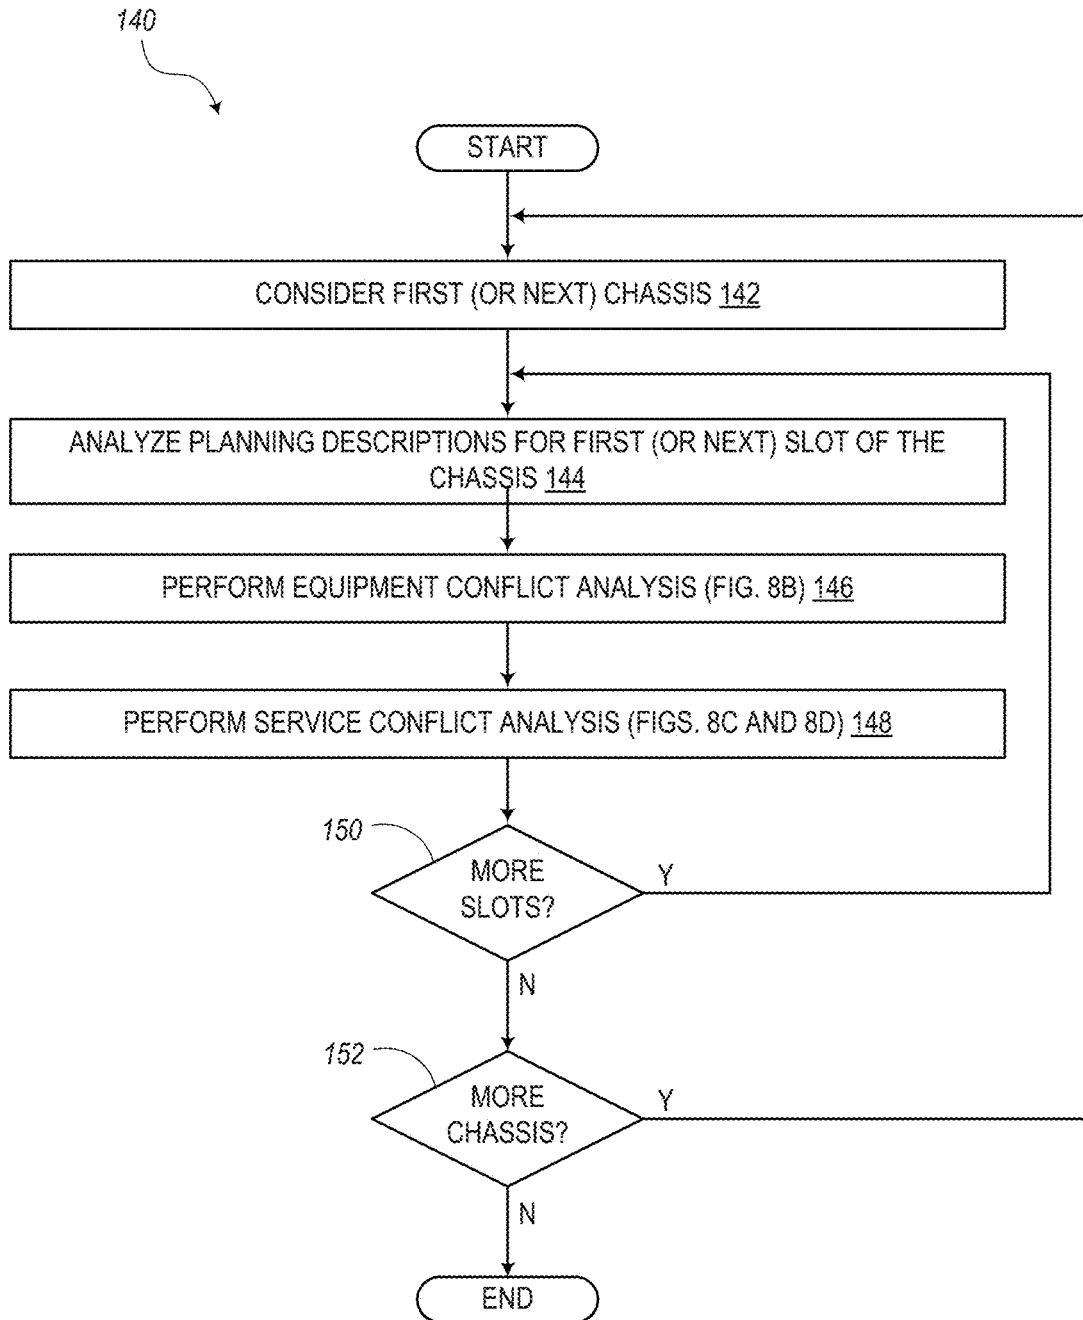 140
START
CONSIDER FIRST (OR NEXT) CHASSIS 142
ANALYZE PLANNING DESCRIPTIONS FOR FIRST (OR NEXT) SLOT OF THE
CHASSIS 144
PERFORM EQUIPMENT CONFLICT ANALYSIS (FIG. 8B) 146
PERFORM SERVICE CONFLICT ANALYSIS (FIGS. 8C AND 8D) 148
150
MORE
SLOTS?
Y
N
152
MORE
CHASSIS?
Y
N
END